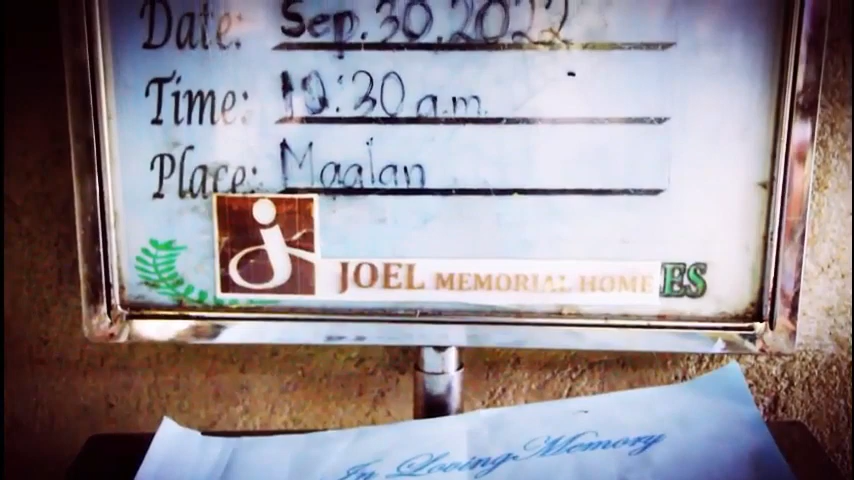 Date: Sep. 30, 2022
Time: 10:30 a.m.
Place: Maalan
JOEL MEMORIAL HOME ES
In Loving Memory